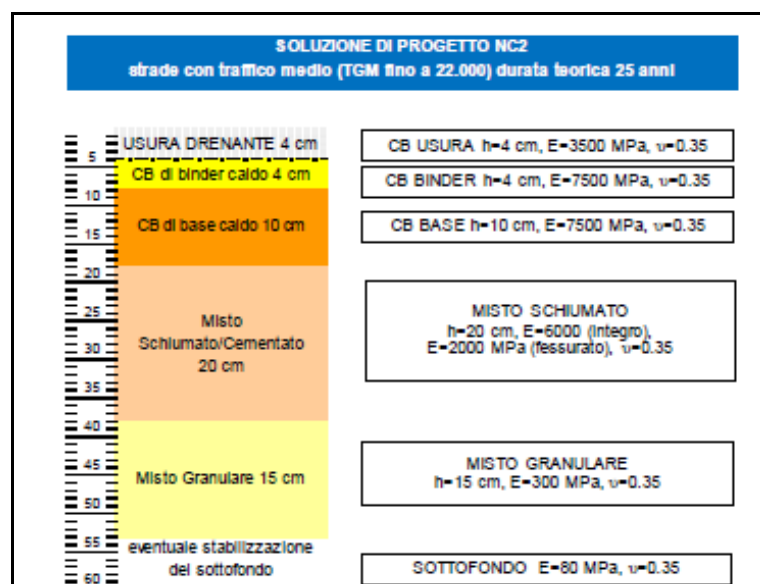 SOLUZIONE DI PROGETTO NC2
strade con traffico medio (TGM fino a 22.000) durata teorica 25 anni
USURA DRENANTE 4 cm
CB USURA h=4 cm, E=3500 MPa, υ=0.35
5
CB di binder caldo 4 cm
CB BINDER h=4 cm, E=7500 MPa, υ=0.35
10
CB di base caldo 10 cm
CB BASE h=10 cm, E=7500 MPa, υ=0.35
15
20
25
Misto
Schiumato/Cementato
20 cm
MISTO SCHIUMATO
h=20 cm, E=6000 (integro),
E=2000 MPa (fessurato), υ=0.35
30
35
40
45
Misto Granulare 15 cm
MISTO GRANULARE
h=15 cm, E=300 MPa, υ=0.35
50
55
eventuale stabilizzazione
del sottofondo
SOTTOFONDO E=80 MPa, υ=0.35
60